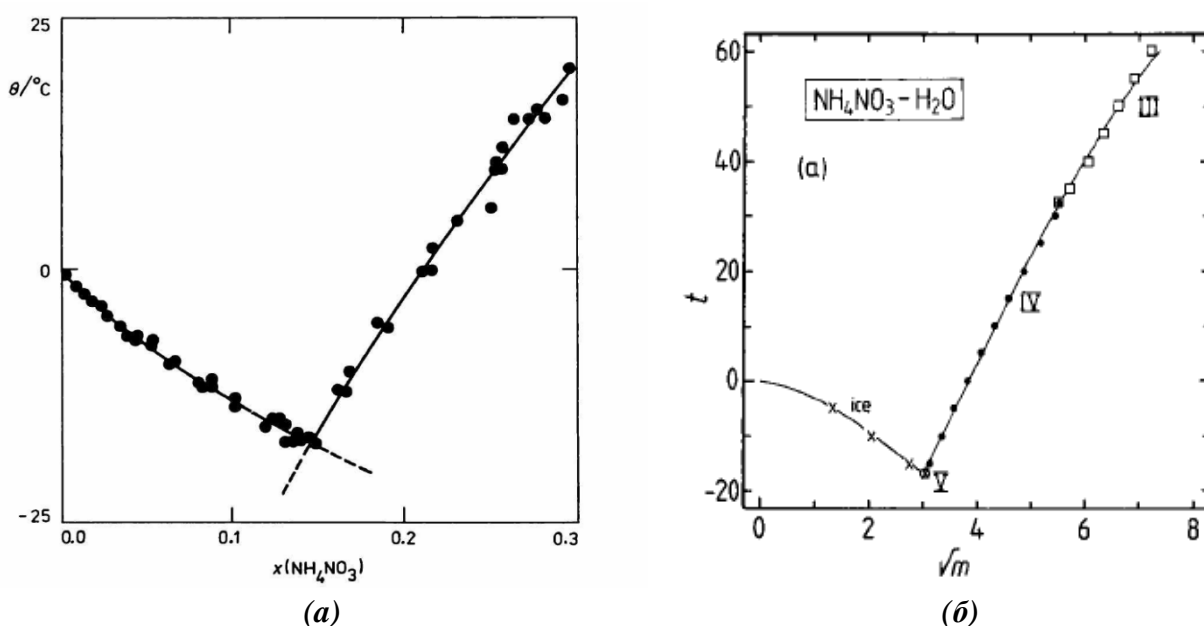 25
θ/°C
0
-25
0.0 0.1 0.2 0.3
x(NH₄NO₃)
(а)
60
40
20
0
-20
t
NH₄NO₃-H₂O
(a)
III
IV
ice
V
0 2 4 6 8
√m
(б)